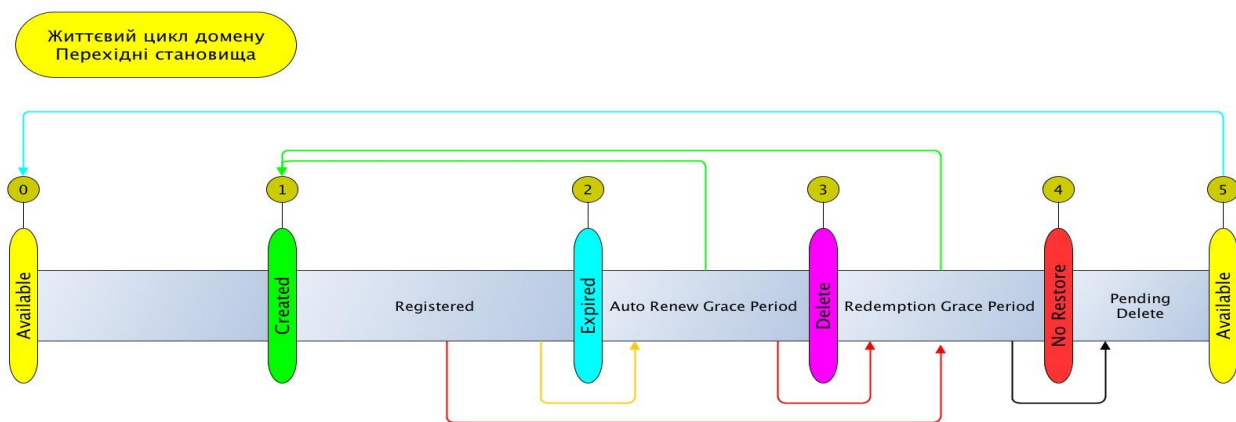 Життєвий цикл домену
Перехідні становища
0
1
2
3
4
5
Available
Created
Registered
Expired
Auto Renew Grace Period
Delete
Redemption Grace Period
No Restore
Pending
Delete
Available